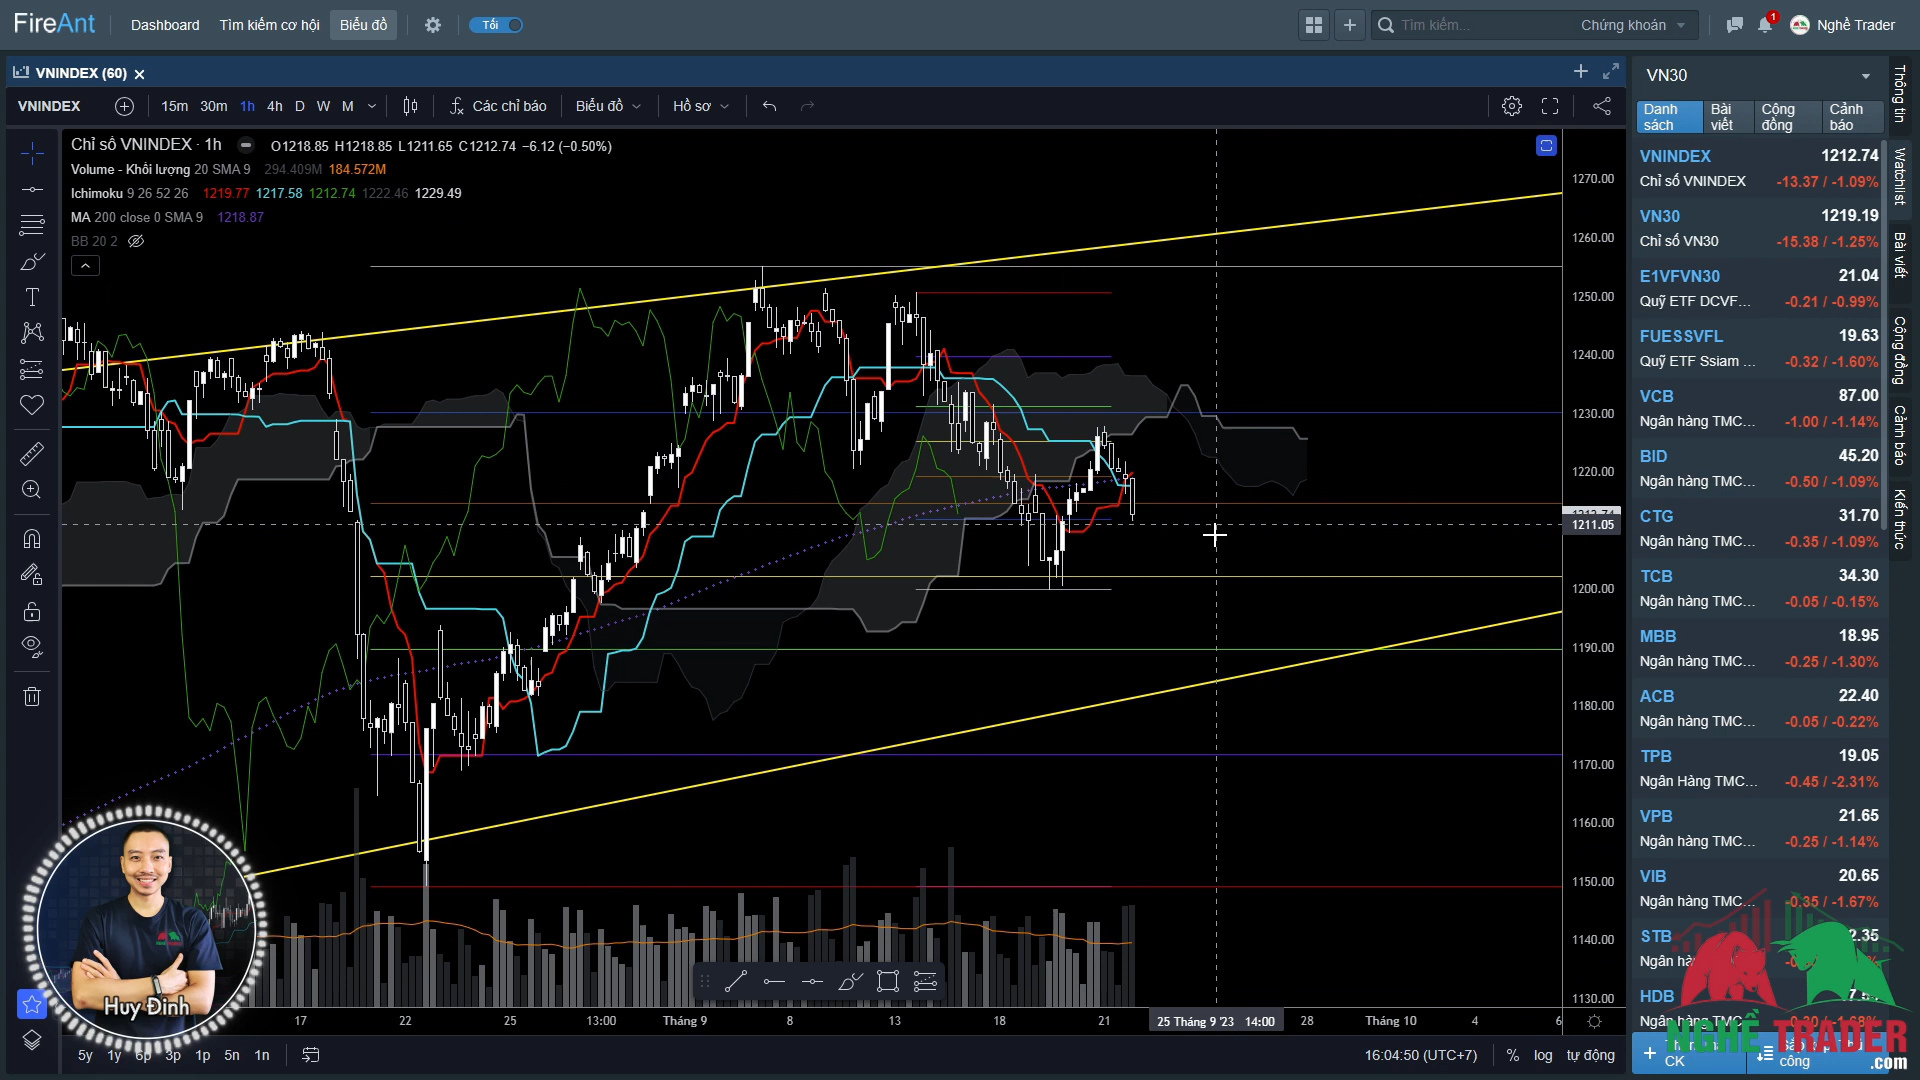 FireAnt
Dashboard
Tìm kiếm cơ hội
Biểu đồ
Tối
Tìm kiếm...
Chứng khoán
1
Nghề Trader
VNINDEX (60)
VNINDEX
15m 30m 1h 4h D W M
Các chỉ báo
Biểu đồ
Hồ sơ
Chỉ số VNINDEX · 1h
O1218.85 H1218.85 L1211.65 C1212.74 −6.12 (−0.50%)
Volume - Khối lượng 20 SMA 9 294.409M 184.572M
Ichimoku 9 26 52 26 1219.77 1217.58 1212.74 1222.46 1229.49
MA 200 close 0 SMA 9 1218.87
BB 20 2
1270.00
1260.00
1250.00
1240.00
1230.00
1220.00
1211.05
1200.00
1190.00
1180.00
1170.00
1160.00
1150.00
1140.00
1130.00
17 22 25 13:00 Tháng 9 8 13 18 21 25 Tháng 9 '23 14:00 28 Tháng 10 4 6
5y 1y 6p 3p 1p 5n 1n
16:04:50 (UTC+7)
% log tự động
Huy Đinh
VN30
Danh sách
Bài viết
Cộng đồng
Cảnh báo
VNINDEX 1212.74
Chỉ số VNINDEX -13.37 / -1.09%
VN30 1219.19
Chỉ số VN30 -15.38 / -1.25%
E1VFVN30 21.04
Quỹ ETF DCVF... -0.21 / -0.99%
FUESSVFL 19.63
Quỹ ETF Ssiam ... -0.32 / -1.60%
VCB 87.00
Ngân hàng TMC... -1.00 / -1.14%
BID 45.20
Ngân hàng TMC... -0.50 / -1.09%
CTG 31.70
Ngân hàng TMC... -0.35 / -1.09%
TCB 34.30
Ngân hàng TMC... -0.05 / -0.15%
MBB 18.95
Ngân hàng TMC... -0.25 / -1.30%
ACB 22.40
Ngân hàng TMC... -0.05 / -0.22%
TPB 19.05
Ngân Hàng TMC... -0.45 / -2.31%
VPB 21.65
Ngân hàng TMC... -0.25 / -1.14%
VIB 20.65
Ngân hàng TMC... -0.35 / -1.67%
STB
HDB
CK
công
NGHỀ TRADER
.com
Thông tin
Watchlist
Bài viết
Cộng đồng
Cảnh báo
Kiến thức